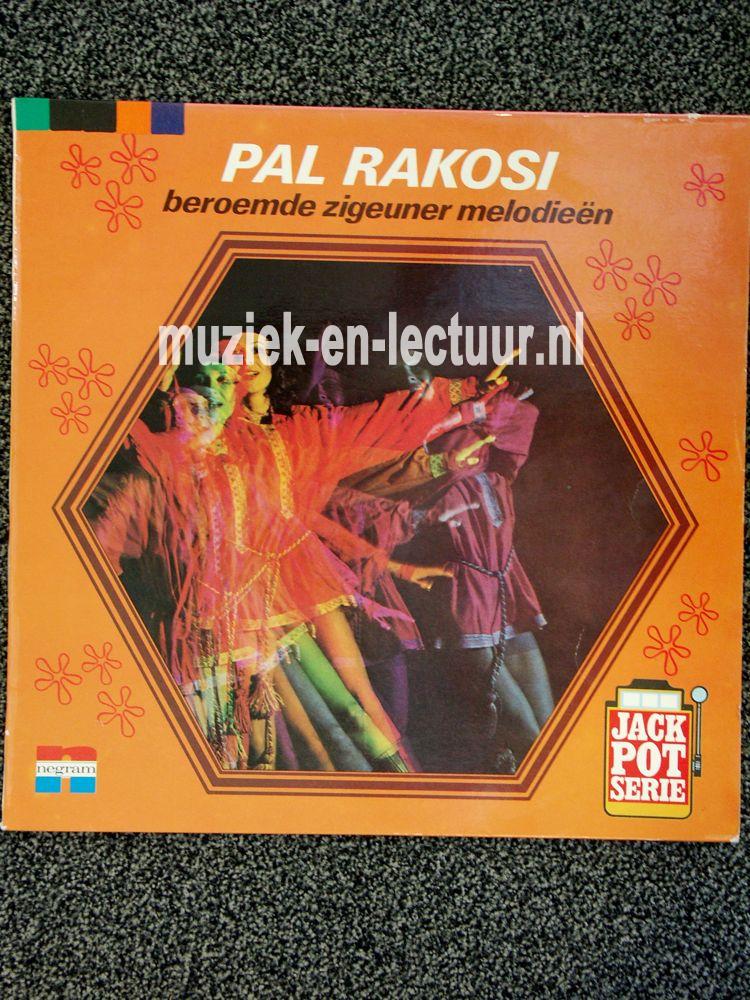 PAL RAKOSI
beroemde zigeuner melodieën
muziek-en-lectuur.nl
negram
JACK
POT
SERIE